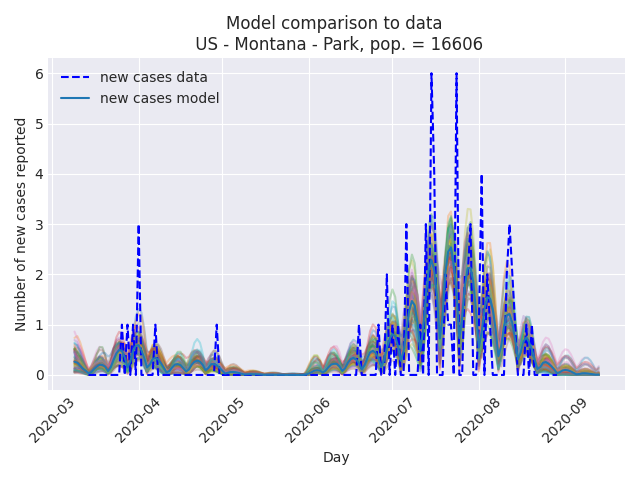 Model comparison to data
US - Montana - Park, pop. = 16606
new cases data
new cases model
Number of new cases reported
6
5
4
3
2
1
0
2020-03
2020-04
2020-05
2020-06
2020-07
2020-08
2020-09
Day